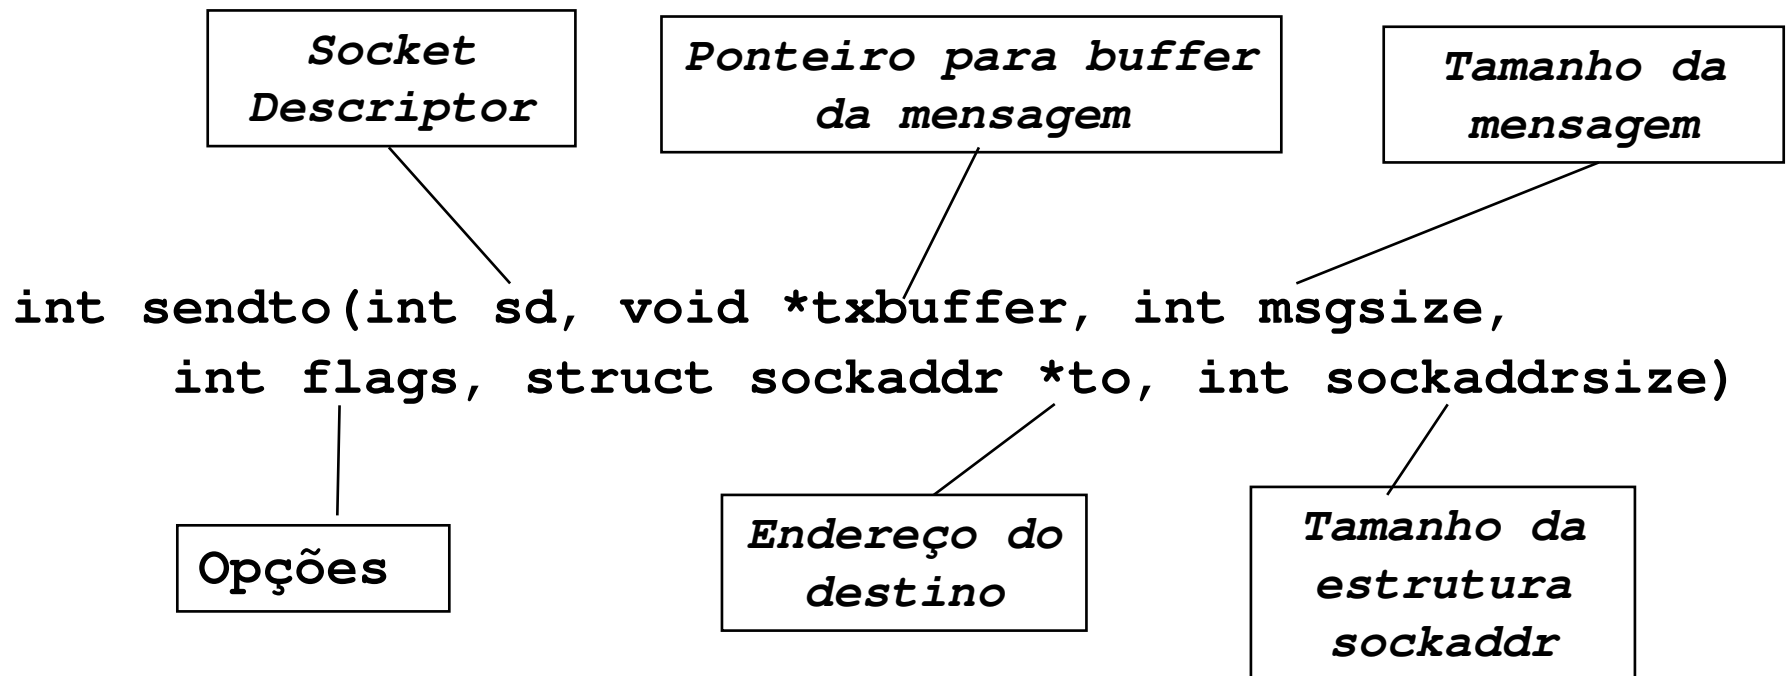 Socket
Descriptor
Ponteiro para buffer
da mensagem
Tamanho da
mensagem
int sendto(int sd, void *txbuffer, int msgsize,
int flags, struct sockaddr *to, int sockaddrsize)
Opções
Endereço do
destino
Tamanho da
estrutura
sockaddr